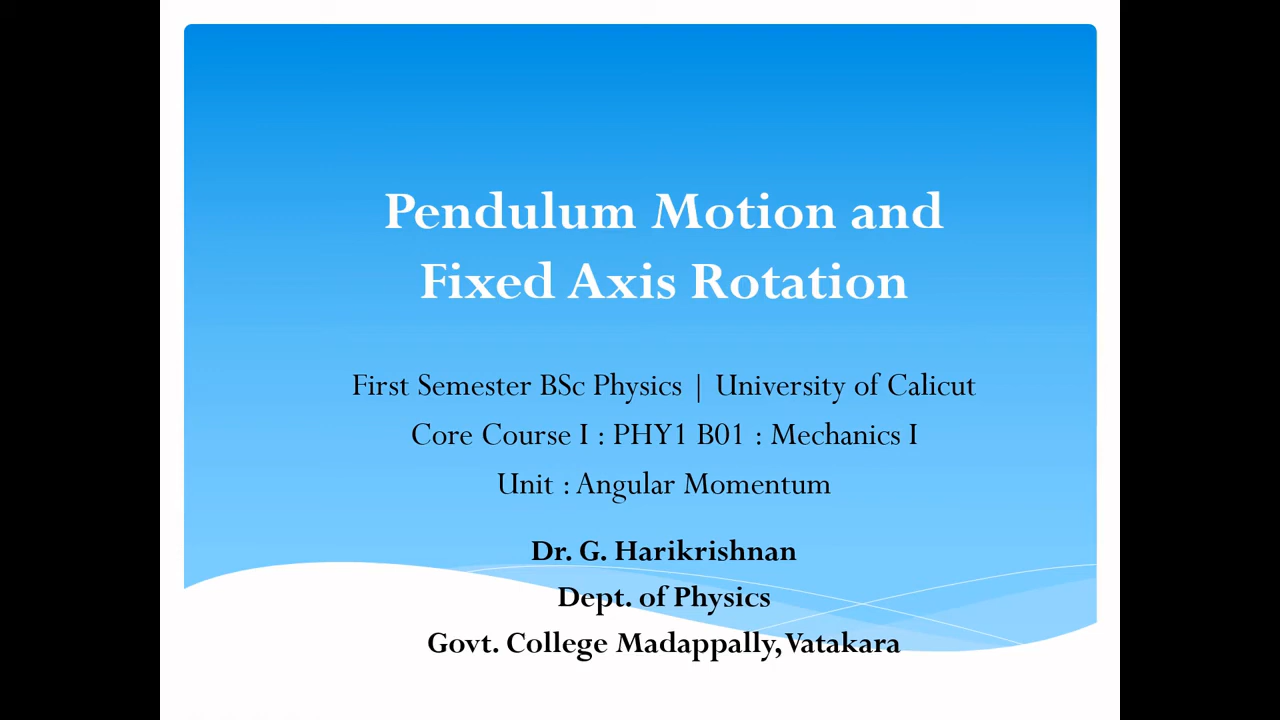 Pendulum Motion and
Fixed Axis Rotation
First Semester BSc Physics | University of Calicut
Core Course I : PHY1 B01 : Mechanics I
Unit : Angular Momentum
Dr. G. Harikrishnan
Dept. of Physics
Govt. College Madappally, Vatakara